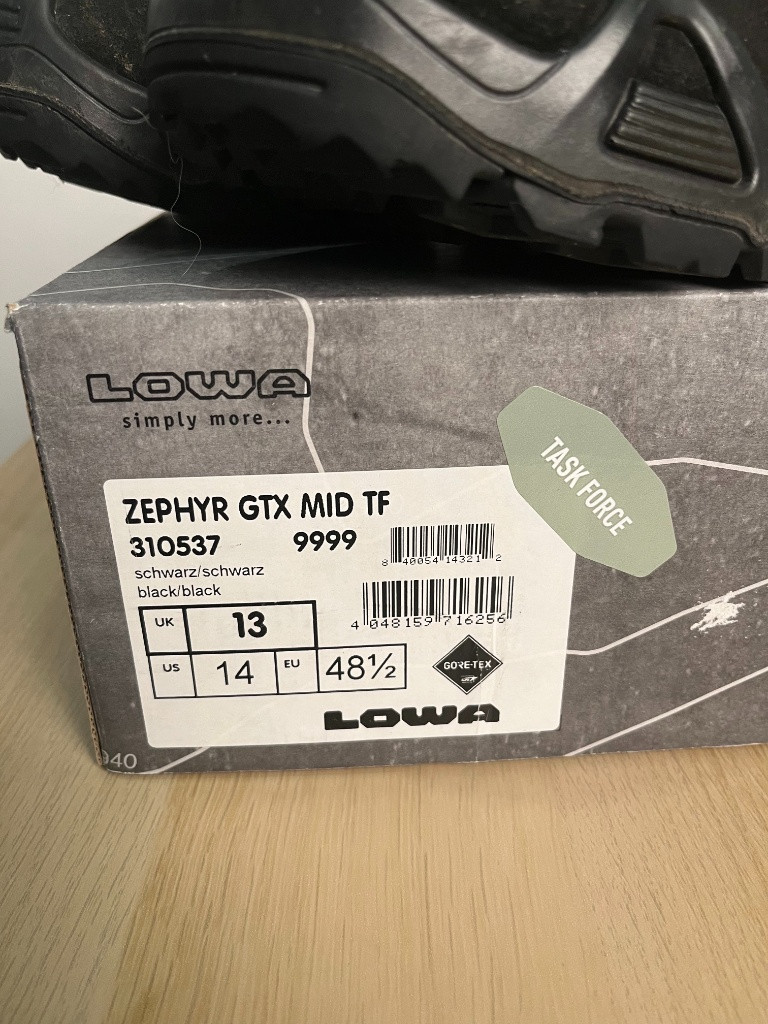 LOWA
simply more...
TASK FORCE
ZEPHYR GTX MID TF
310537 9999
8 40054 14321 2
schwarz/schwarz
black/black
4 048159 716256
UK 13
US 14 EU 48½
GORE-TEX
LOWA
940